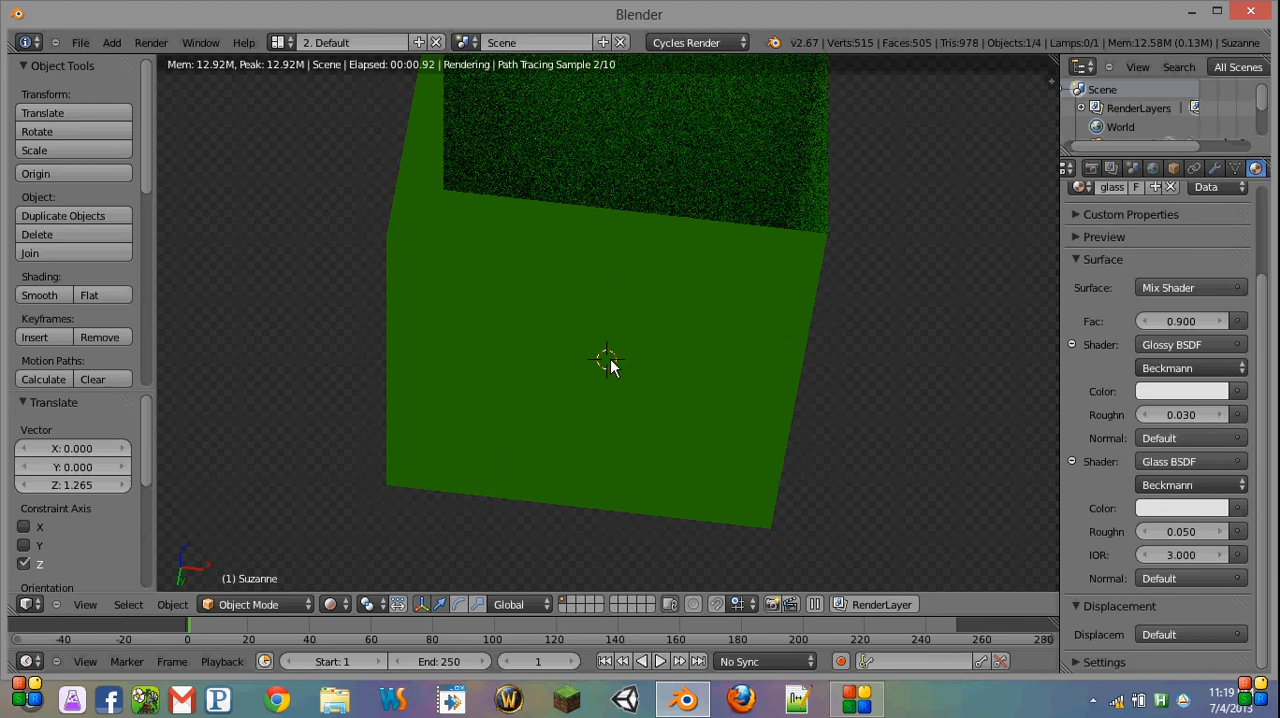 Blender
File Add Render Window Help 2. Default Scene Cycles Render v2.67 | Verts:515 | Faces:505 | Tris:978 | Objects:1/4 | Lamps:0/1 | Mem:12.58M (0.13M) | Suzanne
Mem: 12.92M, Peak: 12.92M | Scene | Elapsed: 00:00.92 | Rendering | Path Tracing Sample 2/10
Object Tools
Transform:
Translate
Rotate
Scale
Origin
Object:
Duplicate Objects
Delete
Join
Shading:
Smooth Flat
Keyframes:
Insert Remove
Motion Paths:
Calculate Clear
Translate
Vector
X: 0.000
Y: 0.000
Z: 1.265
Constraint Axis
X
Y
Z
Orientation
(1) Suzanne
View Search All Scenes
Scene
RenderLayers
World
glass F Data
Custom Properties
Preview
Surface
Surface: Mix Shader
Fac: 0.900
Shader: Glossy BSDF
Beckmann
Color:
Roughn 0.030
Normal: Default
Shader: Glass BSDF
Beckmann
Color:
Roughn 0.050
IOR: 3.000
Normal: Default
Displacement
Displacem Default
Settings
View Select Object Object Mode Global RenderLayer
-40 -20 0 20 40 60 80 100 120 140 160 180 200 220 240 260 280
View Marker Frame Playback Start: 1 End: 250 1 No Sync
11:19
7/4/2013